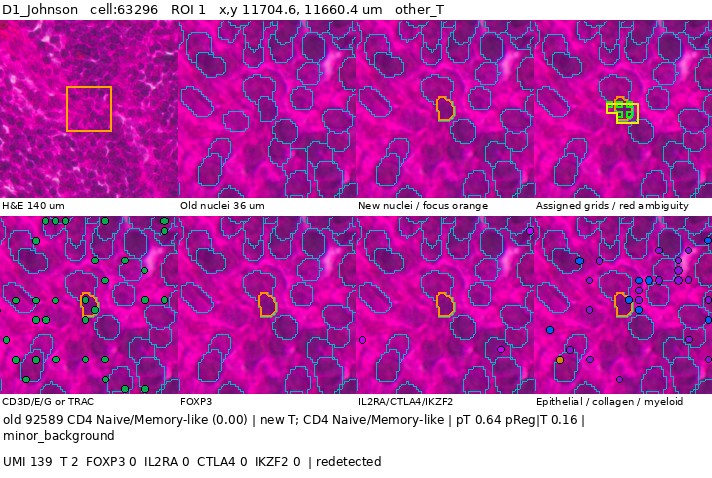 D1_Johnson   cell:63296   ROI 1   x,y 11704.6, 11660.4 um   other_T
H&E 140 um
Old nuclei 36 um
New nuclei / focus orange
Assigned grids / red ambiguity
CD3D/E/G or TRAC
FOXP3
IL2RA/CTLA4/IKZF2
Epithelial / collagen / myeloid
old 92589 CD4 Naive/Memory-like (0.00) | new T; CD4 Naive/Memory-like | pT 0.64 pReg|T 0.16 |
minor_background
UMI 139  T 2  FOXP3 0  IL2RA 0  CTLA4 0  IKZF2 0  | redetected